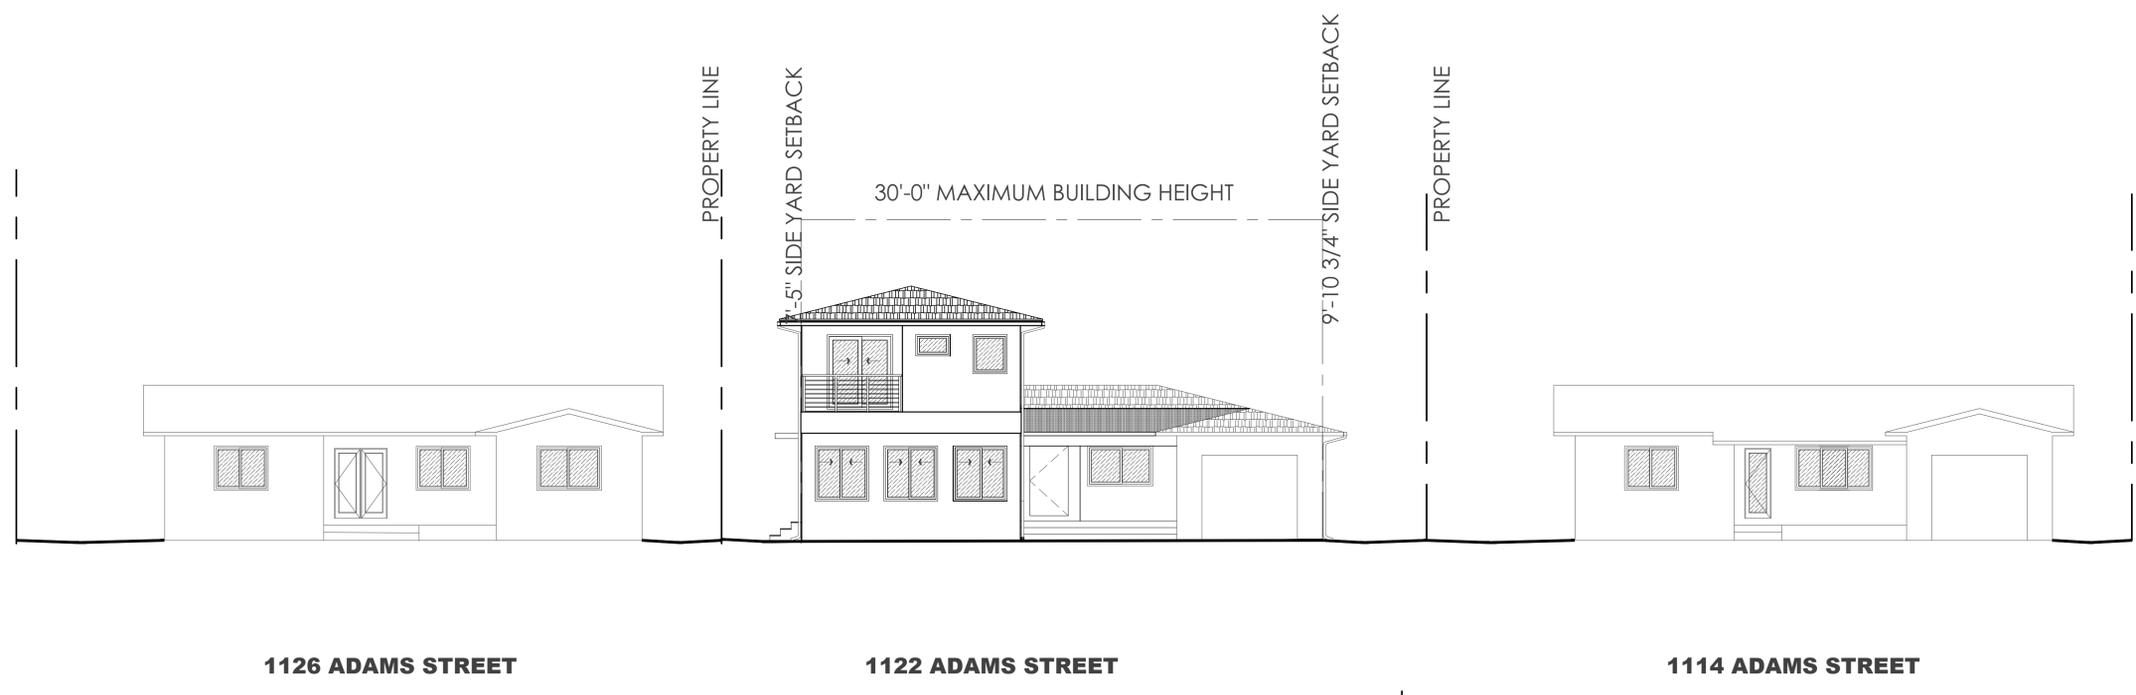 PROPERTY LINE
SIDE YARD SETBACK
30'-0" MAXIMUM BUILDING HEIGHT
9'-10 3/4" SIDE YARD SETBACK
PROPERTY LINE
1126 ADAMS STREET
1122 ADAMS STREET
1114 ADAMS STREET